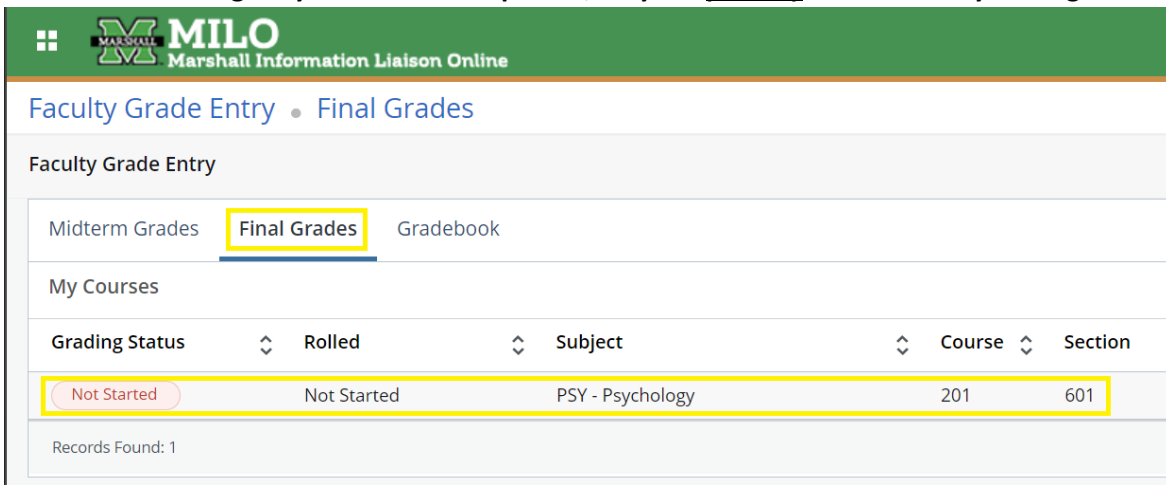 MARSHALL MILO
Marshall Information Liaison Online
Faculty Grade Entry • Final Grades
Faculty Grade Entry
Midterm Grades Final Grades Gradebook
My Courses
Grading Status Rolled Subject Course Section
Not Started Not Started PSY - Psychology 201 601
Records Found: 1